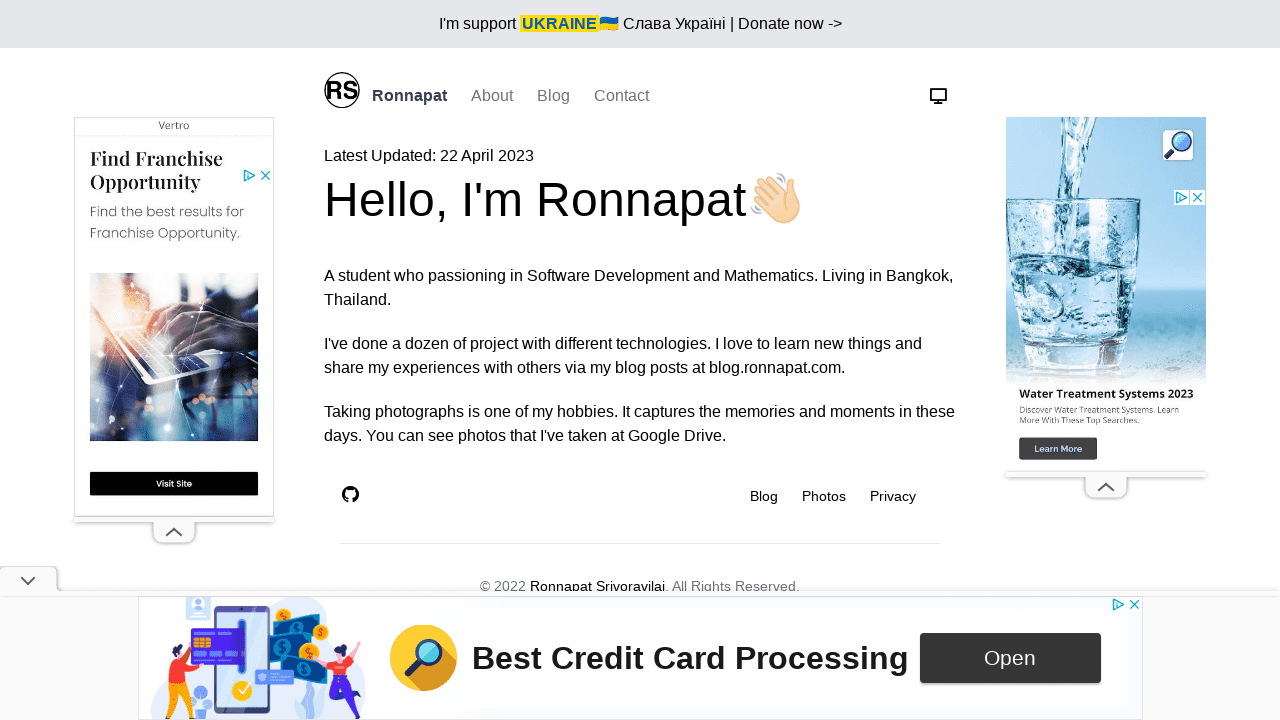 I'm support UKRAINE🇺🇦 Слава Україні | Donate now ->
RS Ronnapat About Blog Contact
Latest Updated: 22 April 2023
Hello, I'm Ronnapat👋🏻
A student who passioning in Software Development and Mathematics. Living in Bangkok,
Thailand.
I've done a dozen of project with different technologies. I love to learn new things and
share my experiences with others via my blog posts at blog.ronnapat.com.
Taking photographs is one of my hobbies. It captures the memories and moments in these
days. You can see photos that I've taken at Google Drive.
Blog Photos Privacy
© 2022 Ronnapat Srivoravilai. All Rights Reserved.
Vertro
Find Franchise
Opportunity
Find the best results for
Franchise Opportunity.
Visit Site
Water Treatment Systems 2023
Discover Water Treatment Systems. Learn
More With These Top Searches.
Learn More
Best Credit Card Processing
Open